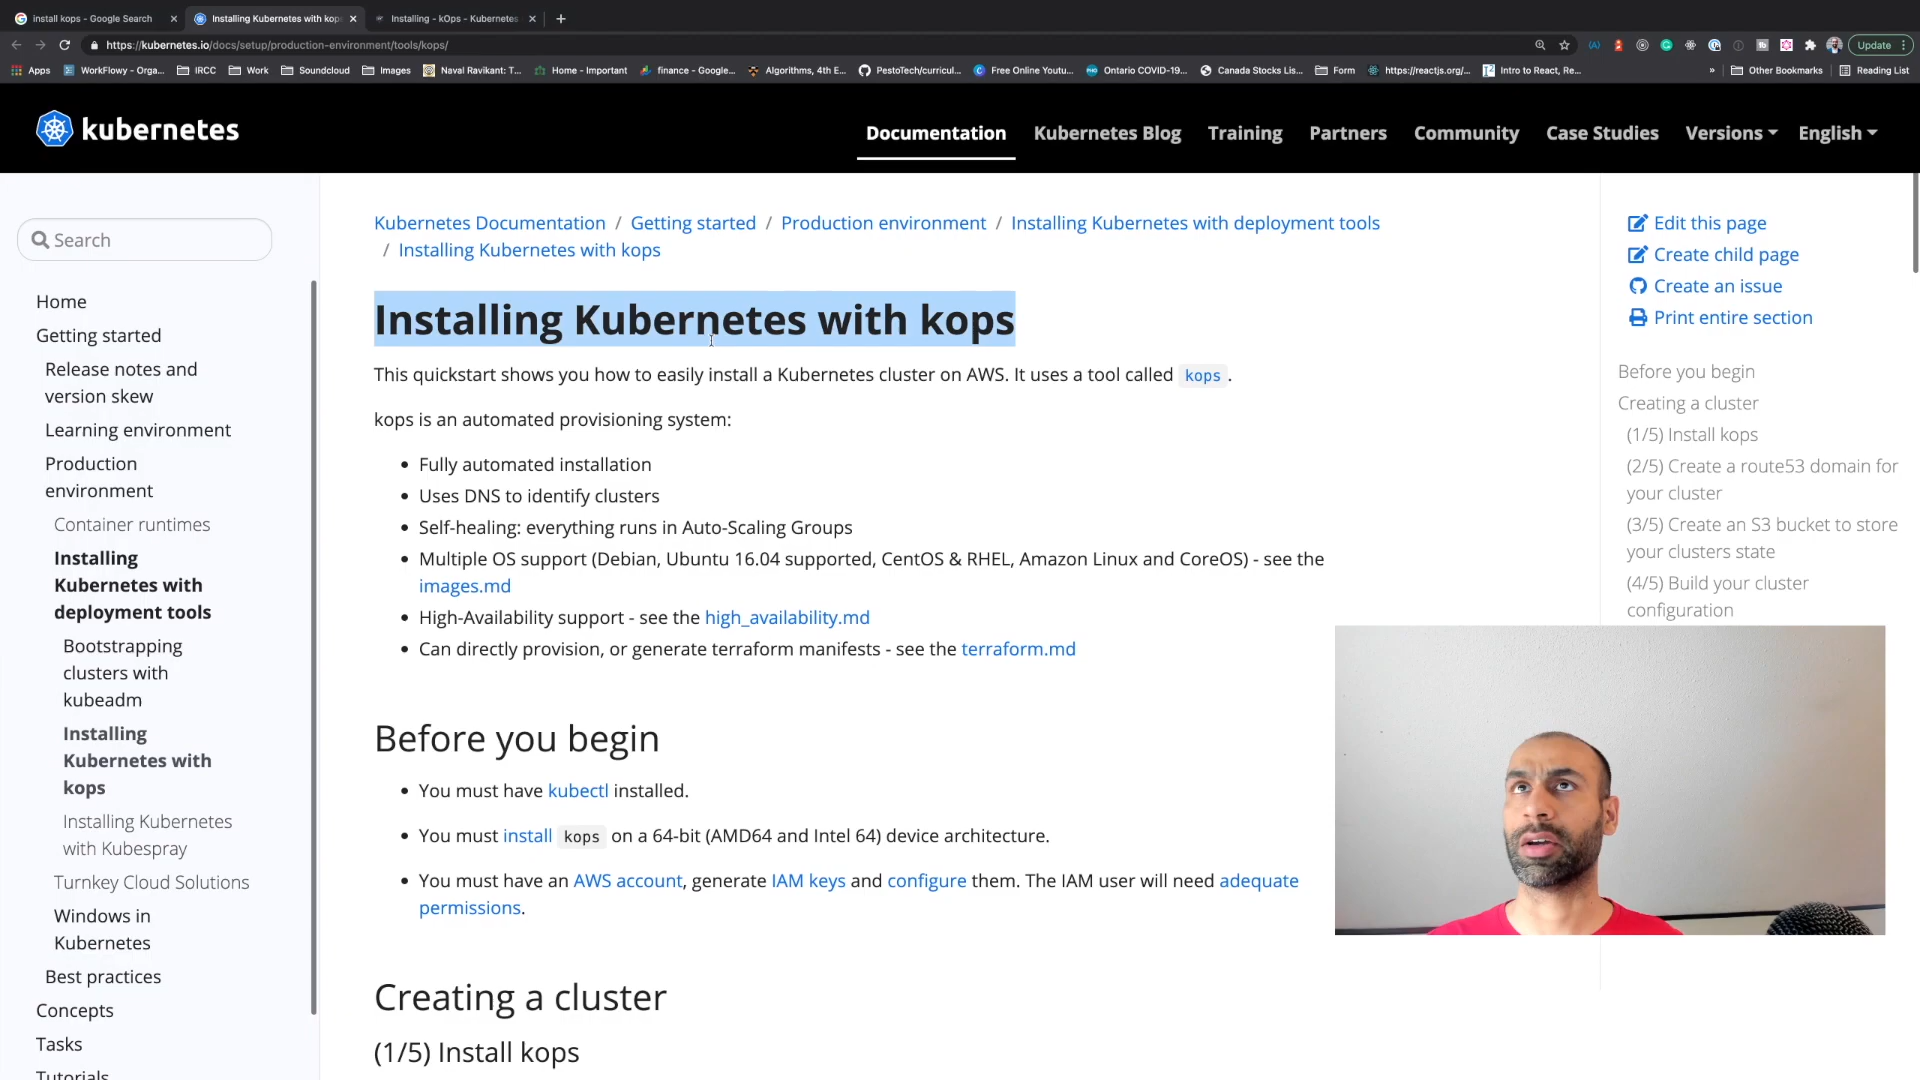 install kops - Google Search
Installing Kubernetes with kop
Installing - kOps - Kubernetes
https://kubernetes.io/docs/setup/production-environment/tools/kops/
Update
Apps
WorkFlowy - Orga...
IRCC
Work
Soundcloud
Images
Naval Ravikant: T...
Home - Important
finance - Google...
Algorithms, 4th E...
PestoTech/curricul...
Free Online Youtu...
Ontario COVID-19...
Canada Stocks Lis...
Form
https://reactjs.org/...
Intro to React, Re...
»
Other Bookmarks
Reading List
kubernetes
Documentation
Kubernetes Blog
Training
Partners
Community
Case Studies
Versions
English
Search
Home
Getting started
Release notes and
version skew
Learning environment
Production
environment
Container runtimes
Installing
Kubernetes with
deployment tools
Bootstrapping
clusters with
kubeadm
Installing
Kubernetes with
kops
Installing Kubernetes
with Kubespray
Turnkey Cloud Solutions
Windows in
Kubernetes
Best practices
Concepts
Tasks
Tutorials
Kubernetes Documentation / Getting started / Production environment / Installing Kubernetes with deployment tools
/ Installing Kubernetes with kops
Installing Kubernetes with kops
This quickstart shows you how to easily install a Kubernetes cluster on AWS. It uses a tool called kops.
kops is an automated provisioning system:
• Fully automated installation
• Uses DNS to identify clusters
• Self-healing: everything runs in Auto-Scaling Groups
• Multiple OS support (Debian, Ubuntu 16.04 supported, CentOS & RHEL, Amazon Linux and CoreOS) - see the
images.md
• High-Availability support - see the high_availability.md
• Can directly provision, or generate terraform manifests - see the terraform.md
Before you begin
• You must have kubectl installed.
• You must install kops on a 64-bit (AMD64 and Intel 64) device architecture.
• You must have an AWS account, generate IAM keys and configure them. The IAM user will need adequate
permissions.
Creating a cluster
(1/5) Install kops
Edit this page
Create child page
Create an issue
Print entire section
Before you begin
Creating a cluster
(1/5) Install kops
(2/5) Create a route53 domain for
your cluster
(3/5) Create an S3 bucket to store
your clusters state
(4/5) Build your cluster
configuration